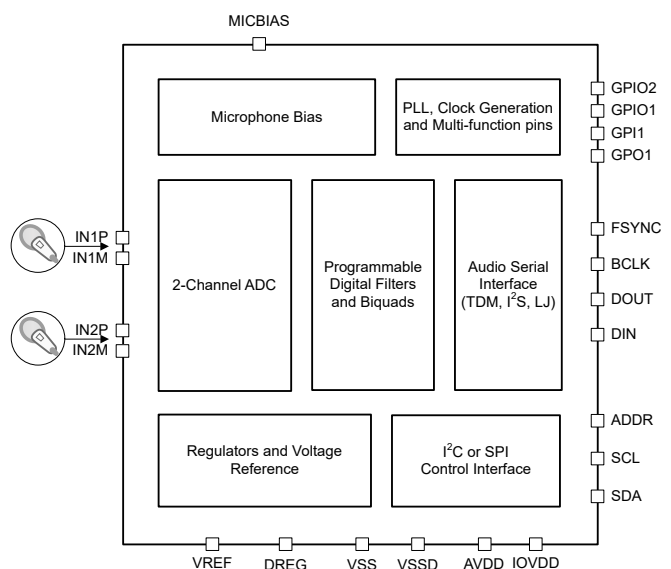 MICBIAS
Microphone Bias
PLL, Clock Generation
and Multi-function pins
GPIO2
GPIO1
GPI1
GPO1
IN1P
IN1M
IN2P
IN2M
2-Channel ADC
Programmable
Digital Filters
and Biquads
Audio Serial
Interface
(TDM, I²S, LJ)
FSYNC
BCLK
DOUT
DIN
Regulators and Voltage
Reference
I²C or SPI
Control Interface
ADDR
SCL
SDA
VREF
DREG
VSS
VSSD
AVDD
IOVDD